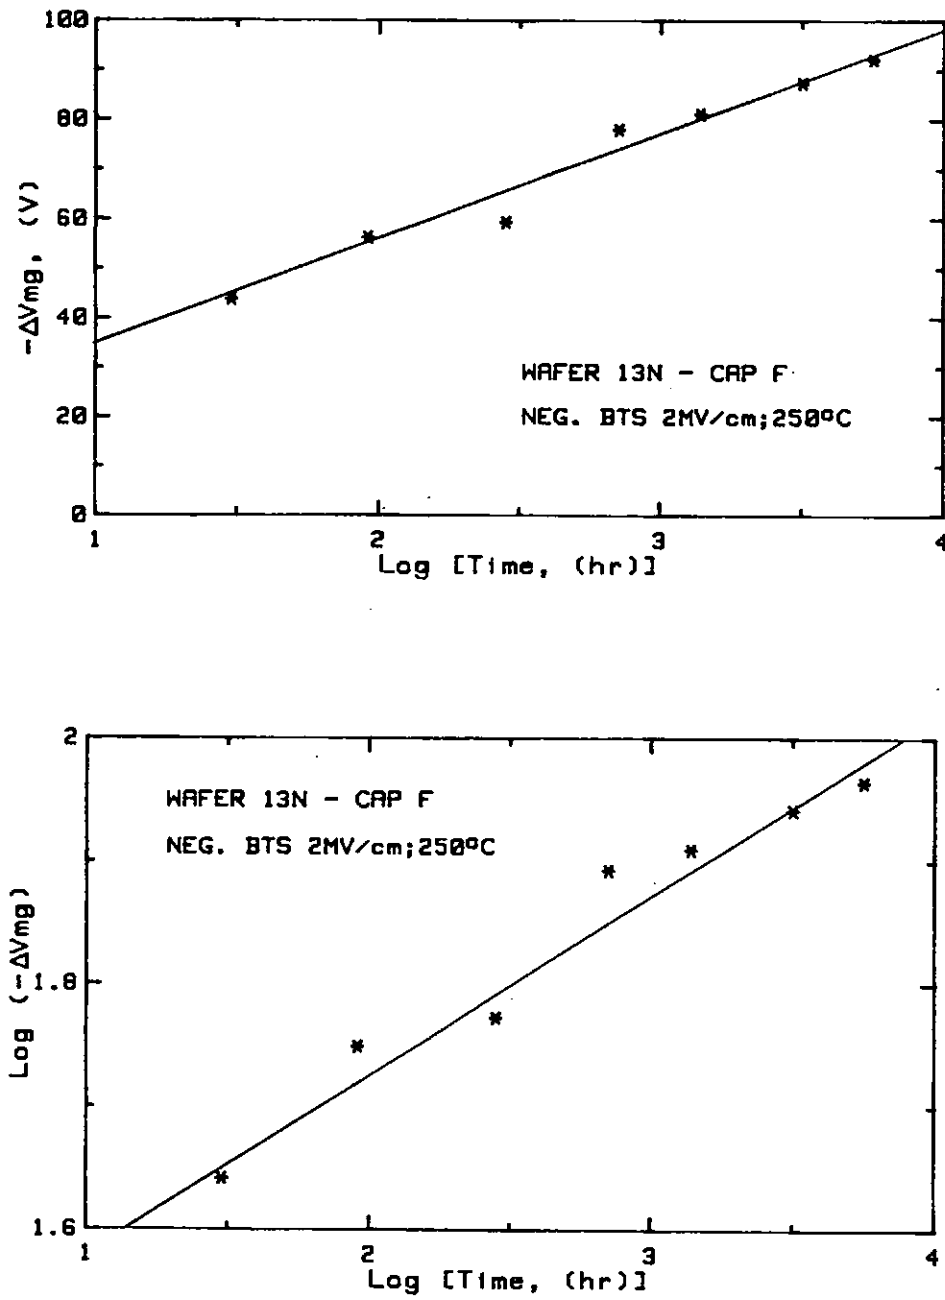 100
80
60
40
20
0
-ΔVmg, (V)
WAFER 13N - CAP F
NEG. BTS 2MV/cm;250ºC
1 2 3 4
Log [Time, (hr)]
2
1.8
1.6
Log (-ΔVmg)
WAFER 13N - CAP F
NEG. BTS 2MV/cm;250ºC
1 2 3 4
Log [Time, (hr)]